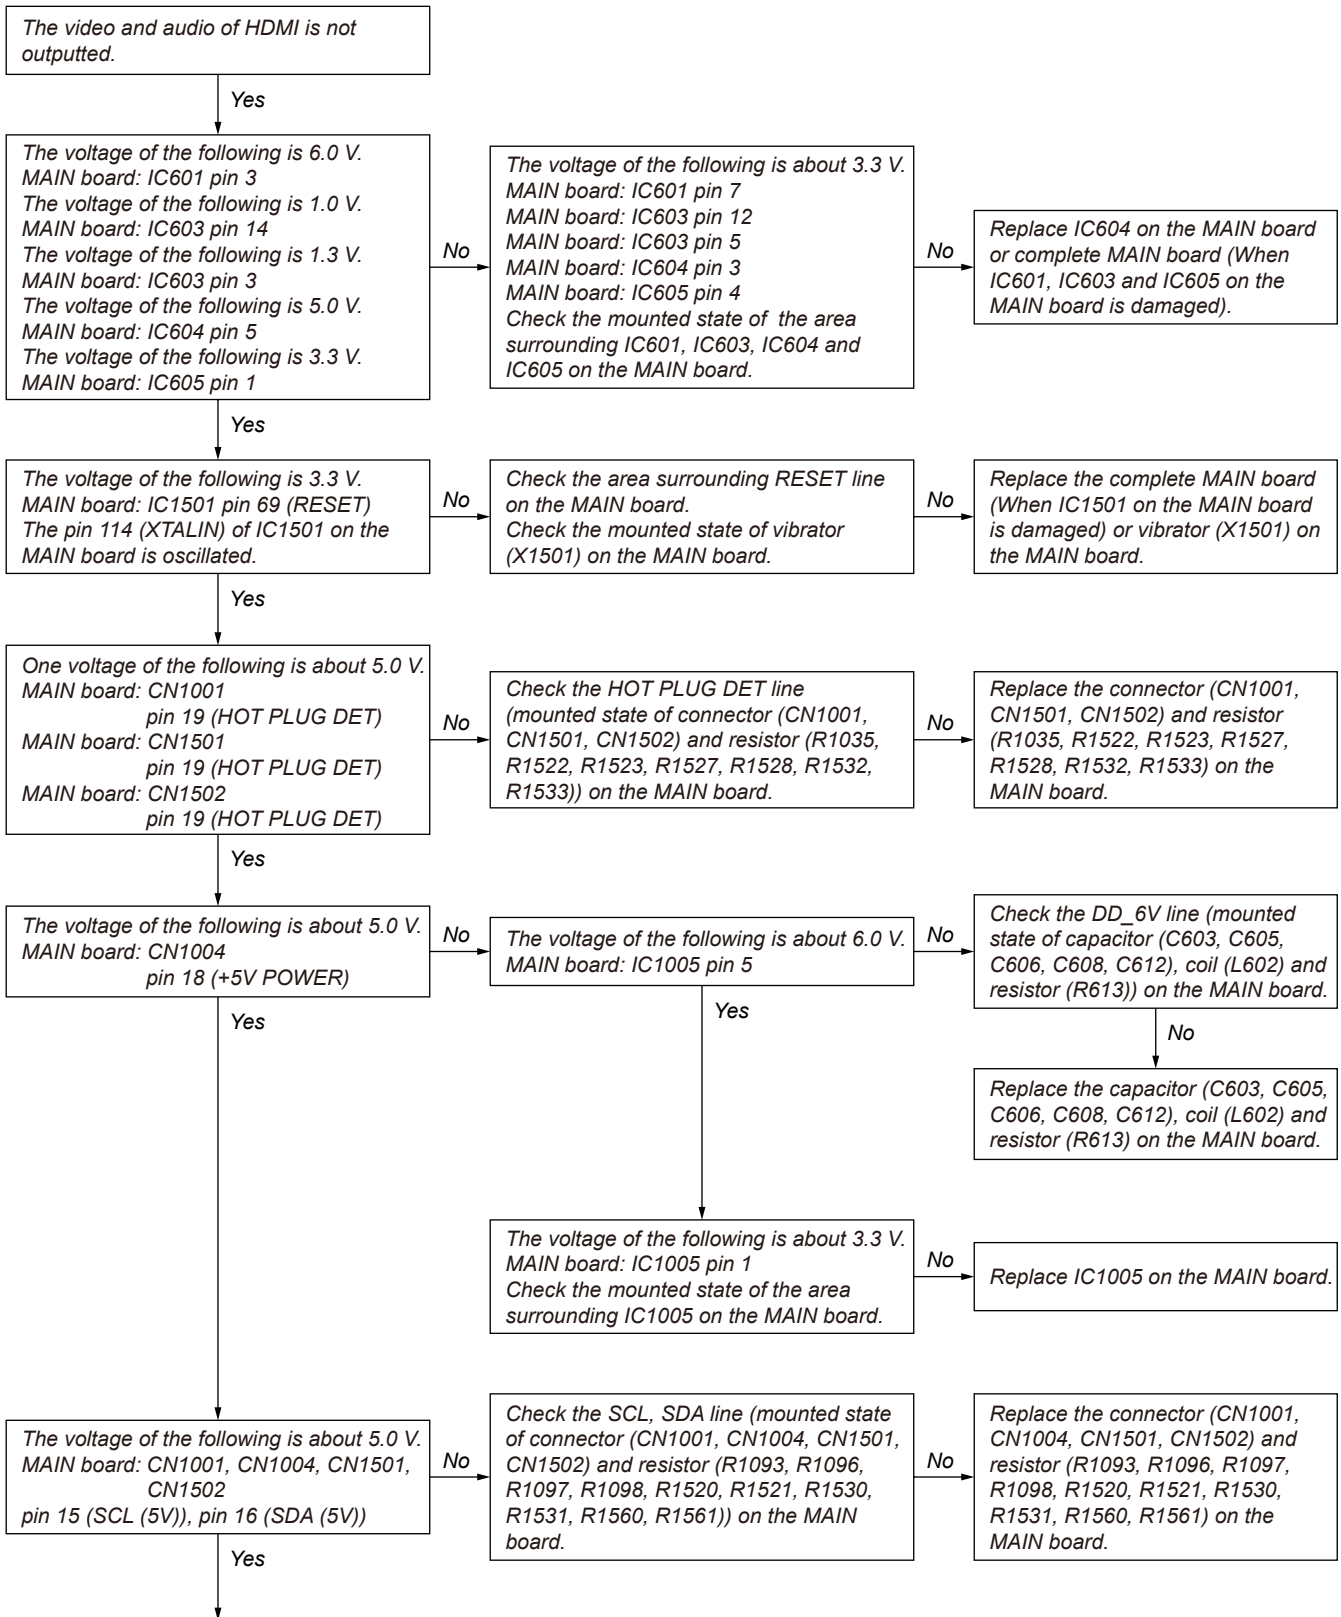 The video and audio of HDMI is not
outputted.
Yes
The voltage of the following is 6.0 V.
MAIN board: IC601 pin 3
The voltage of the following is 1.0 V.
MAIN board: IC603 pin 14
The voltage of the following is 1.3 V.
MAIN board: IC603 pin 3
The voltage of the following is 5.0 V.
MAIN board: IC604 pin 5
The voltage of the following is 3.3 V.
MAIN board: IC605 pin 1
No
The voltage of the following is about 3.3 V.
MAIN board: IC601 pin 7
MAIN board: IC603 pin 12
MAIN board: IC603 pin 5
MAIN board: IC604 pin 3
MAIN board: IC605 pin 4
Check the mounted state of  the area
surrounding IC601, IC603, IC604 and
IC605 on the MAIN board.
No
Replace IC604 on the MAIN board
or complete MAIN board (When
IC601, IC603 and IC605 on the
MAIN board is damaged).
Yes
The voltage of the following is 3.3 V.
MAIN board: IC1501 pin 69 (RESET)
The pin 114 (XTALIN) of IC1501 on the
MAIN board is oscillated.
No
Check the area surrounding RESET line
on the MAIN board.
Check the mounted state of vibrator
(X1501) on the MAIN board.
No
Replace the complete MAIN board
(When IC1501 on the MAIN board
is damaged) or vibrator (X1501) on
the MAIN board.
Yes
One voltage of the following is about 5.0 V.
MAIN board: CN1001
pin 19 (HOT PLUG DET)
MAIN board: CN1501
pin 19 (HOT PLUG DET)
MAIN board: CN1502
pin 19 (HOT PLUG DET)
No
Check the HOT PLUG DET line
(mounted state of connector (CN1001,
CN1501, CN1502) and resistor (R1035,
R1522, R1523, R1527, R1528, R1532,
R1533)) on the MAIN board.
No
Replace the connector (CN1001,
CN1501, CN1502) and resistor
(R1035, R1522, R1523, R1527,
R1528, R1532, R1533) on the
MAIN board.
Yes
The voltage of the following is about 5.0 V.
MAIN board: CN1004
pin 18 (+5V POWER)
No
The voltage of the following is about 6.0 V.
MAIN board: IC1005 pin 5
No
Check the DD_6V line (mounted
state of capacitor (C603, C605,
C606, C608, C612), coil (L602) and
resistor (R613)) on the MAIN board.
Yes
Yes
No
Replace the capacitor (C603, C605,
C606, C608, C612), coil (L602) and
resistor (R613) on the MAIN board.
The voltage of the following is about 3.3 V.
MAIN board: IC1005 pin 1
Check the mounted state of the area
surrounding IC1005 on the MAIN board.
No
Replace IC1005 on the MAIN board.
The voltage of the following is about 5.0 V.
MAIN board: CN1001, CN1004, CN1501,
CN1502
pin 15 (SCL (5V)), pin 16 (SDA (5V))
No
Check the SCL, SDA line (mounted state
of connector (CN1001, CN1004, CN1501,
CN1502) and resistor (R1093, R1096,
R1097, R1098, R1520, R1521, R1530,
R1531, R1560, R1561)) on the MAIN
board.
No
Replace the connector (CN1001,
CN1004, CN1501, CN1502) and
resistor (R1093, R1096, R1097,
R1098, R1520, R1521, R1530,
R1531, R1560, R1561) on the
MAIN board.
Yes